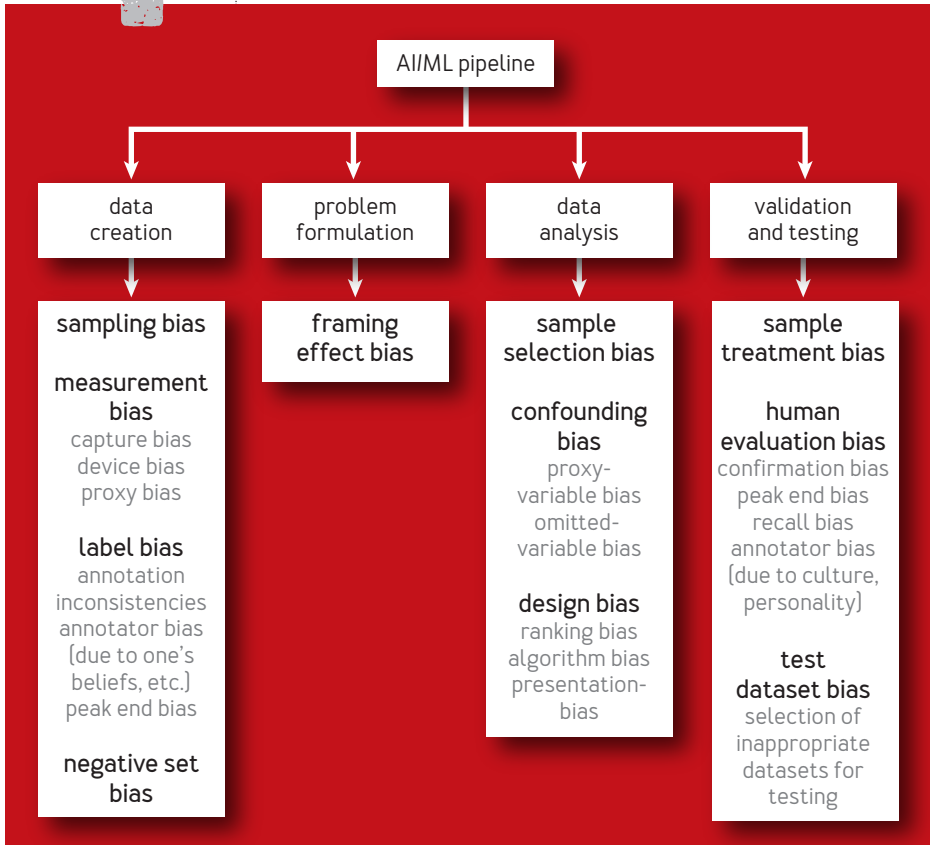 AI/ML pipeline
data
creation
problem
formulation
data
analysis
validation
and testing
sampling bias
measurement
bias
capture bias
device bias
proxy bias
label bias
annotation
inconsistencies
annotator bias
(due to one's
beliefs, etc.)
peak end bias
negative set
bias
framing
effect bias
sample
selection bias
confounding
bias
proxy-
variable bias
omitted-
variable bias
design bias
ranking bias
algorithm bias
presentation-
bias
sample
treatment bias
human
evaluation bias
confirmation bias
peak end bias
recall bias
annotator bias
(due to culture,
personality)
test
dataset bias
selection of
inappropriate
datasets for
testing